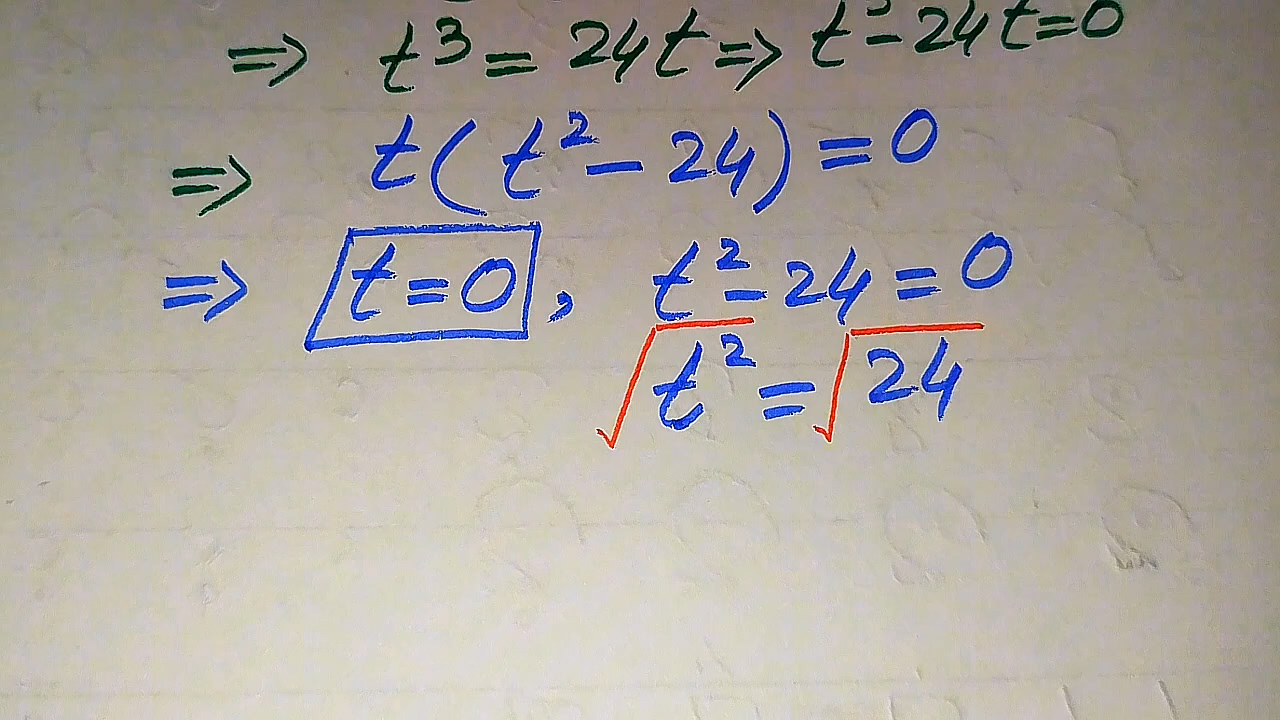 ⇒ t³ = 24t ⇒ t³ - 24t = 0
⇒ t(t² - 24) = 0
⇒ t = 0, t² - 24 = 0
√t² = √24